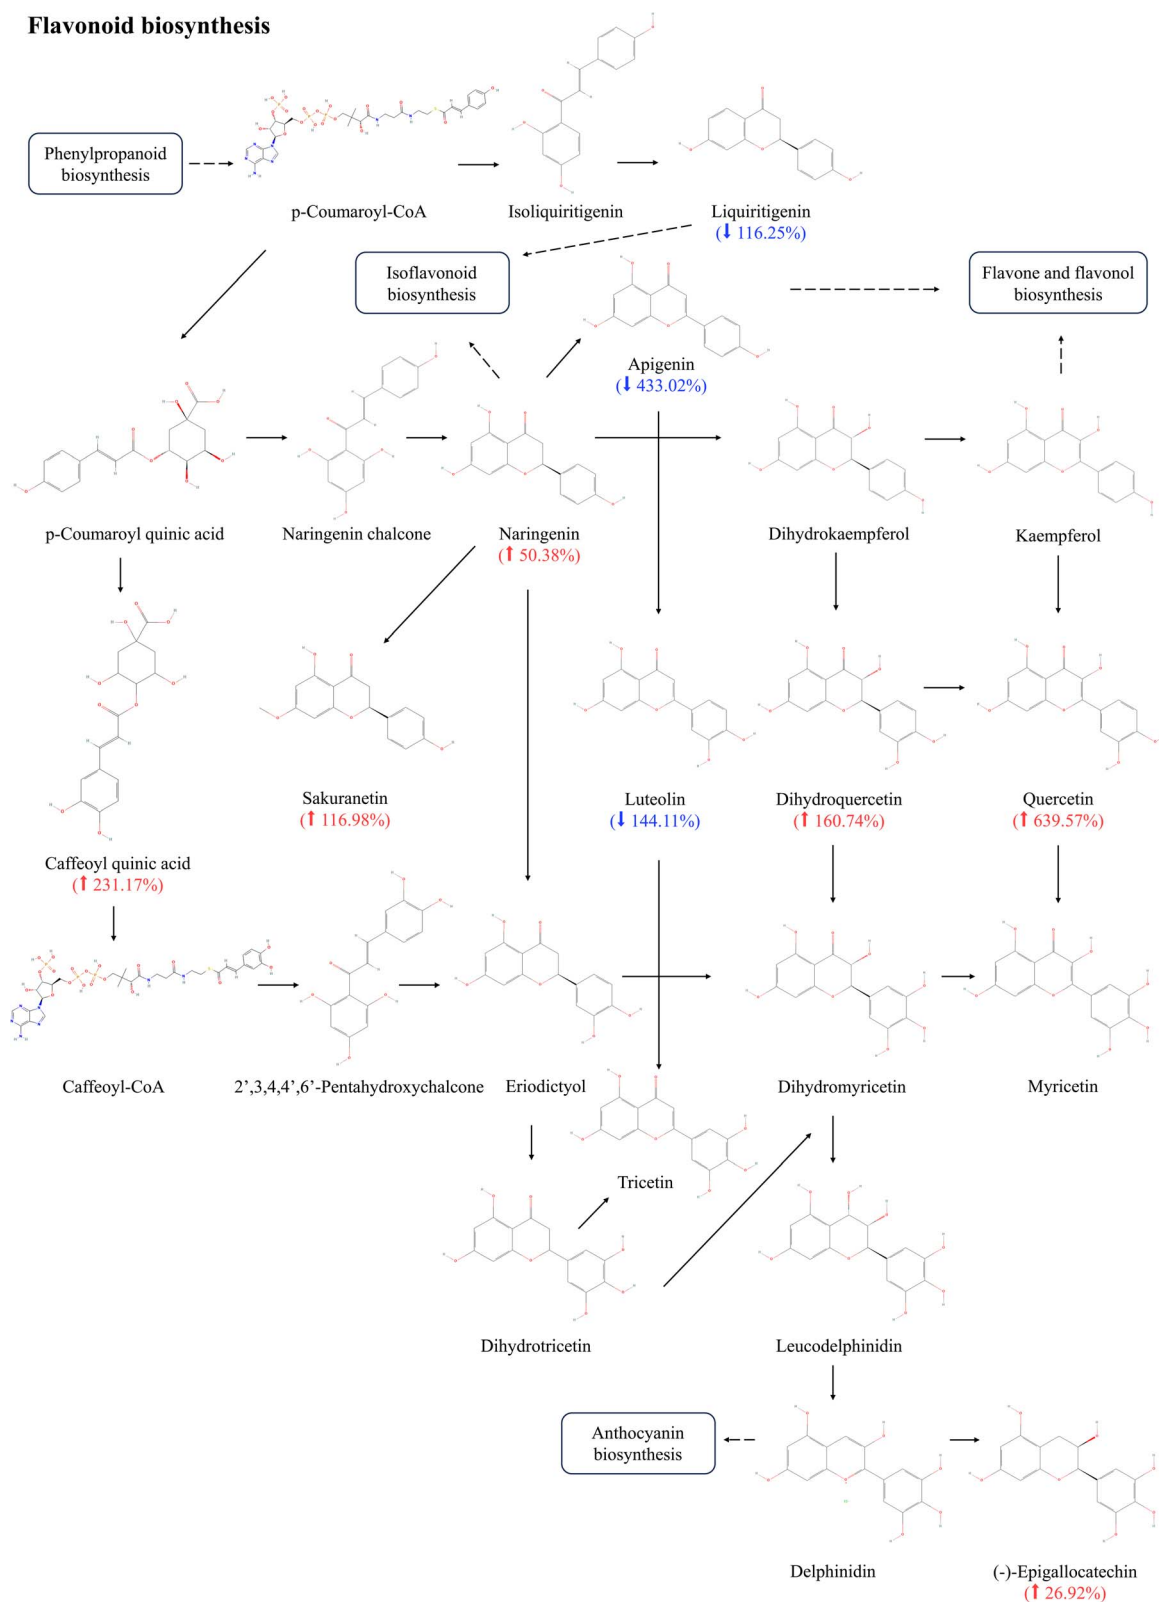 Flavonoid biosynthesis
Phenylpropanoid
biosynthesis
p-Coumaroyl-CoA
Isoliquiritigenin
Liquiritigenin
(⬇ 116.25%)
Isoflavonoid
biosynthesis
Flavone and flavonol
biosynthesis
Apigenin
(⬇ 433.02%)
p-Coumaroyl quinic acid
Naringenin chalcone
Naringenin
(⬆ 50.38%)
Dihydrokaempferol
Kaempferol
Sakuranetin
(⬆ 116.98%)
Luteolin
(⬇ 144.11%)
Dihydroquercetin
(⬆ 160.74%)
Quercetin
(⬆ 639.57%)
Caffeoyl quinic acid
(⬆ 231.17%)
Caffeoyl-CoA
2’,3,4,4’,6’-Pentahydroxychalcone
Eriodictyol
Dihydromyricetin
Myricetin
Tricetin
Dihydrotricetin
Leucodelphinidin
Anthocyanin
biosynthesis
Delphinidin
(-)-Epigallocatechin
(⬆ 26.92%)